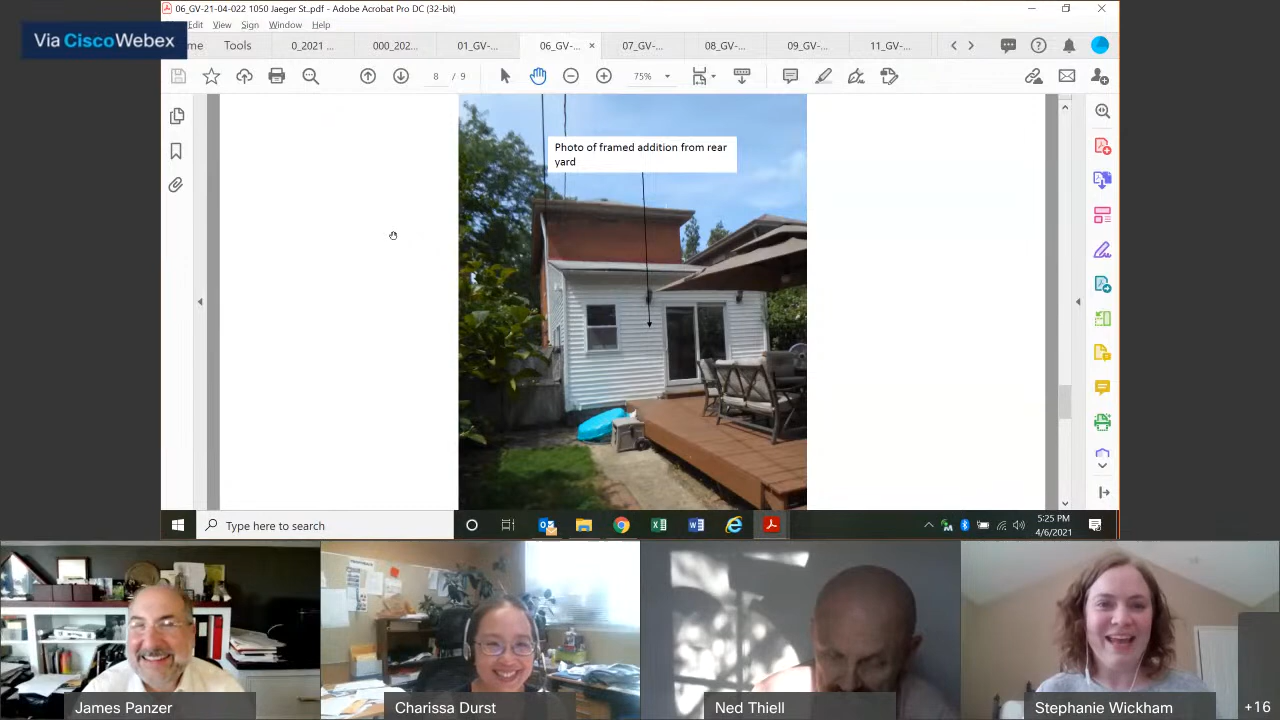 06_GV-21-04-022 1050 Jaeger St..pdf - Adobe Acrobat Pro DC (32-bit)
Edit View Sign Window Help
Via Cisco Webex
me Tools 0_2021 ... 000_202... 01_GV-... 06_GV-... × 07_GV-... 08_GV-... 09_GV-... 11_GV-...
8 / 9 75%
Photo of framed addition from rear
yard
Type here to search
5:25 PM
4/6/2021
James Panzer
Charissa Durst
Ned Thiell
Stephanie Wickham
+16